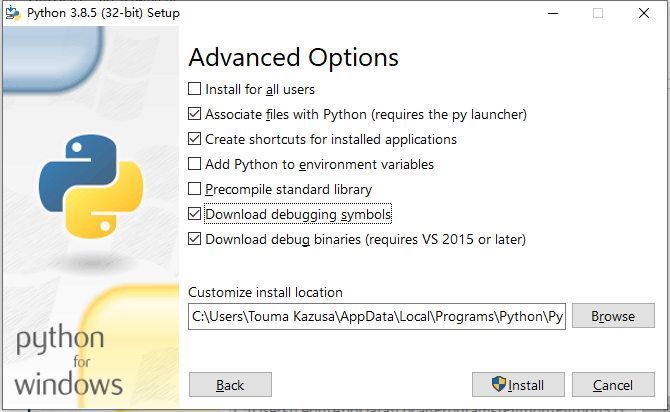 Python 3.8.5 (32-bit) Setup
Advanced Options
Install for all users
Associate files with Python (requires the py launcher)
Create shortcuts for installed applications
Add Python to environment variables
Precompile standard library
Download debugging symbols
Download debug binaries (requires VS 2015 or later)
Customize install location
C:\Users\Touma Kazusa\AppData\Local\Programs\Python\Py
Browse
python
for
windows
Back
Install
Cancel